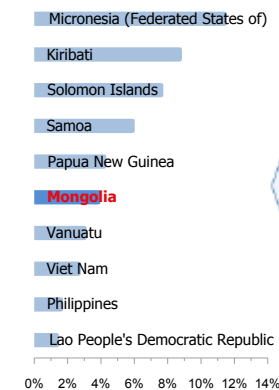 Micronesia (Federated States of)
Kiribati
Solomon Islands
Samoa
Papua New Guinea
Mongolia
Vanuatu
Viet Nam
Philippines
Lao People's Democratic Republic
0% 2% 4% 6% 8% 10% 12% 14%